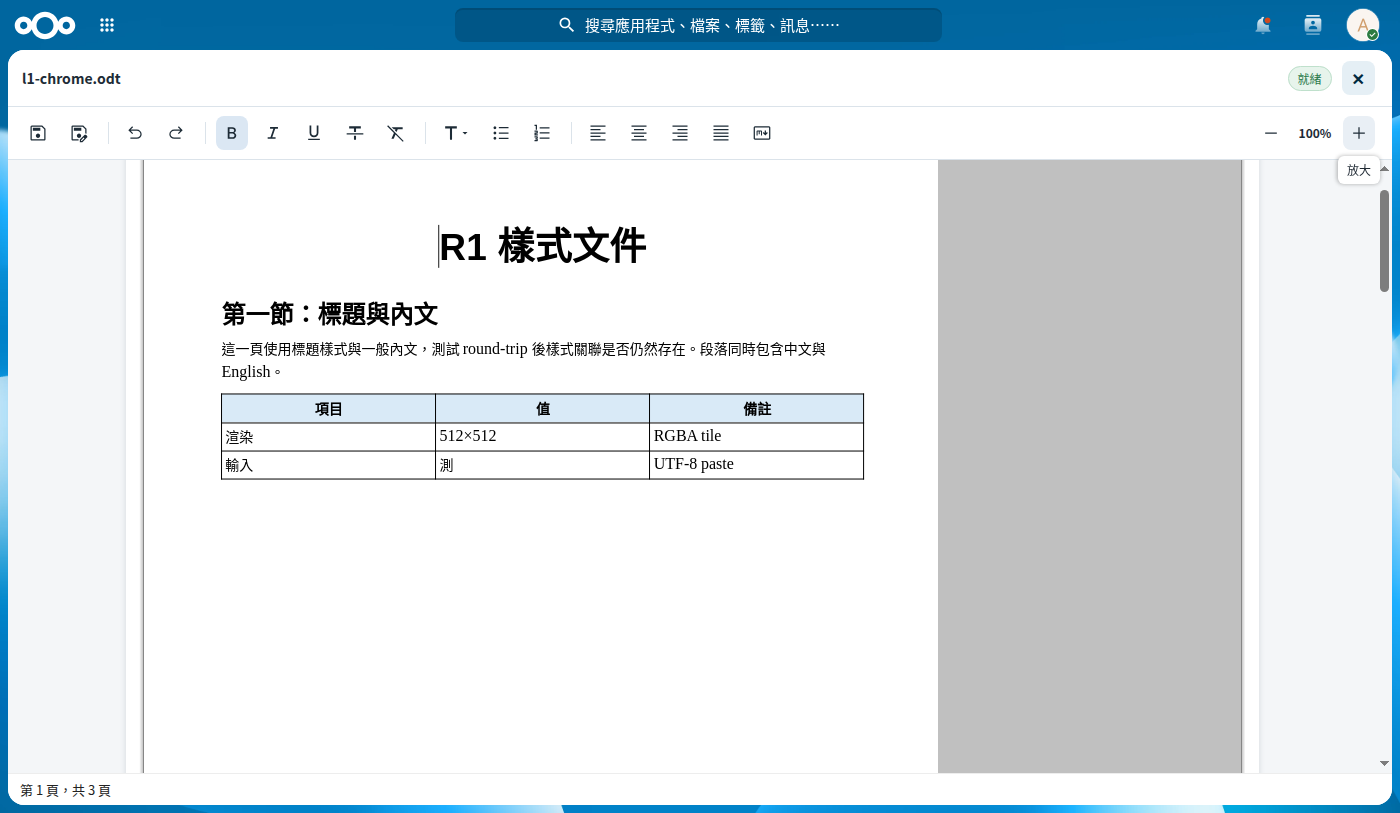 搜尋應用程式、檔案、標籤、訊息⋯⋯
A
l1-chrome.odt
就緒
100%
放大
R1 樣式文件
第一節：標題與內文
這一頁使用標題樣式與一般內文，測試 round-trip 後樣式關聯是否仍然存在。段落同時包含中文與
English。
項目 值 備註
渲染 512×512 RGBA tile
輸入 測 UTF-8 paste
第 1 頁，共 3 頁